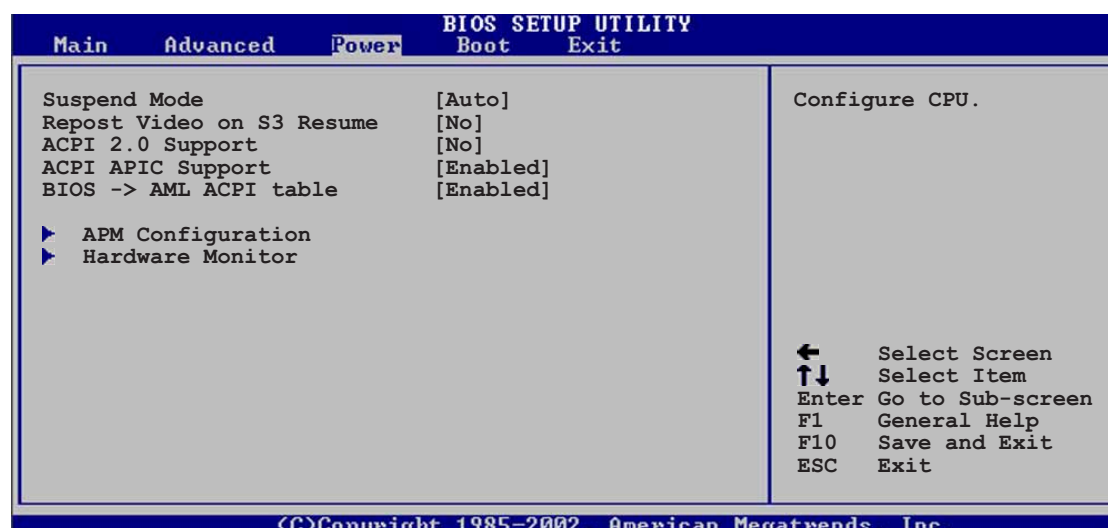 BIOS SETUP UTILITY
Main Advanced Power Boot Exit
Suspend Mode [Auto]
Repost Video on S3 Resume [No]
ACPI 2.0 Support [No]
ACPI APIC Support [Enabled]
BIOS -> AML ACPI table [Enabled]
APM Configuration
Hardware Monitor
Configure CPU.
← Select Screen
↑↓ Select Item
Enter Go to Sub-screen
F1 General Help
F10 Save and Exit
ESC Exit
(C)Copyright 1985-2002, American Megatrends, Inc